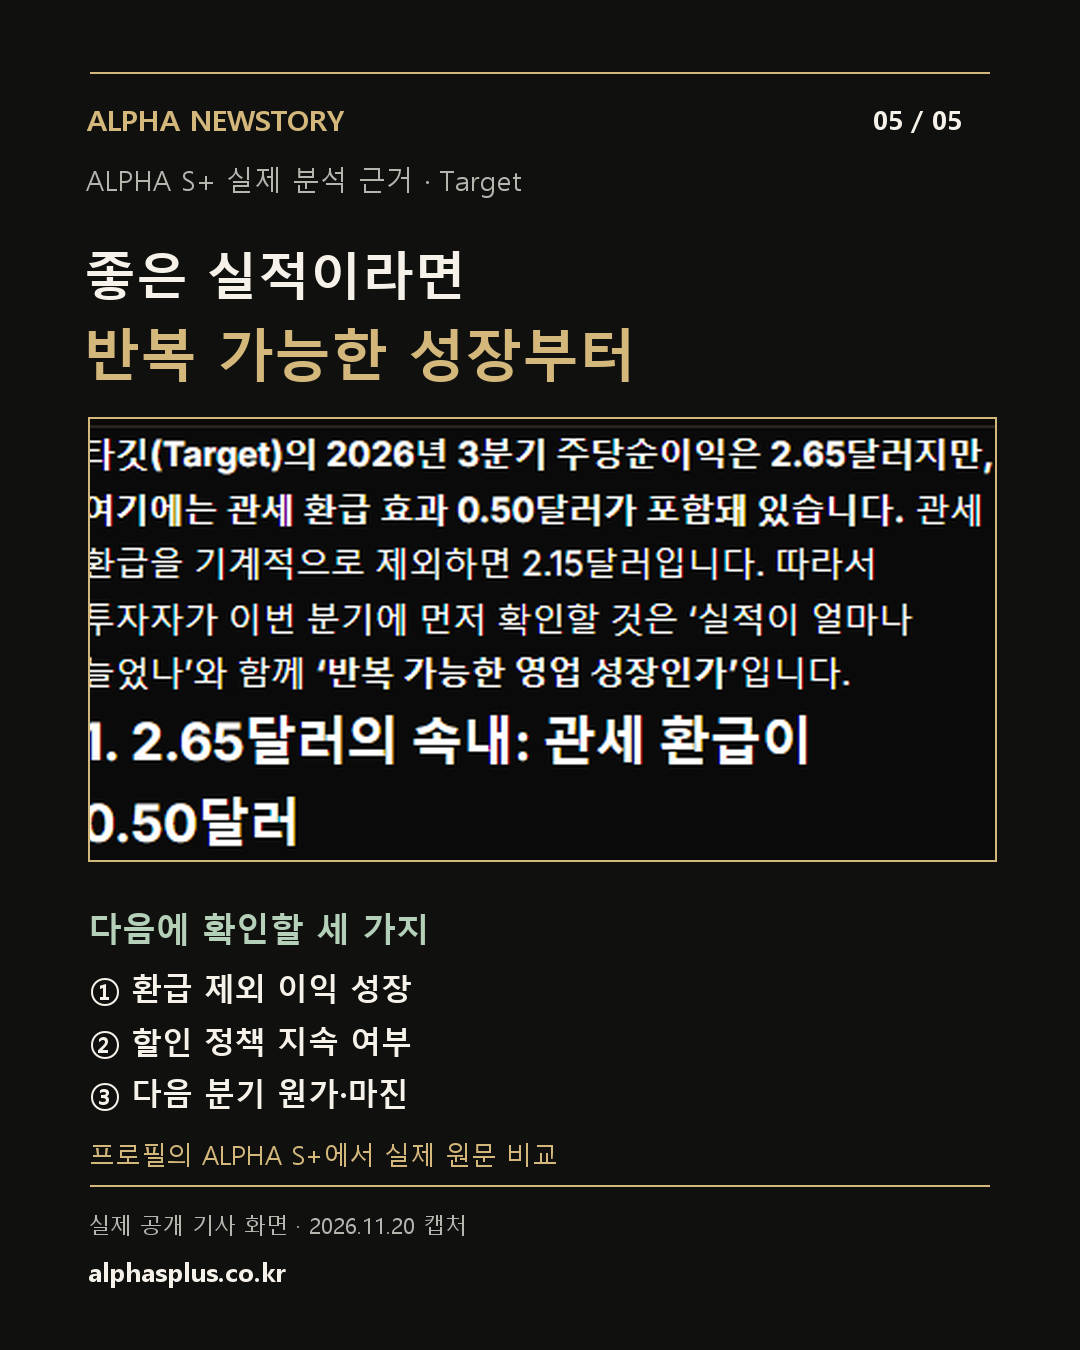 ALPHA NEWSTORY
05 / 05
ALPHA S+ 실제 분석 근거 · Target
좋은 실적이라면
반복 가능한 성장부터
타깃(Target)의 2026년 3분기 주당순이익은 2.65달러지만,
여기에는 관세 환급 효과 0.50달러가 포함돼 있습니다. 관세
환급을 기계적으로 제외하면 2.15달러입니다. 따라서
투자자가 이번 분기에 먼저 확인할 것은 ‘실적이 얼마나
늘었나’와 함께 ‘반복 가능한 영업 성장인가’입니다.
1. 2.65달러의 속내: 관세 환급이
0.50달러
다음에 확인할 세 가지
① 환급 제외 이익 성장
② 할인 정책 지속 여부
③ 다음 분기 원가·마진
프로필의 ALPHA S+에서 실제 원문 비교
실제 공개 기사 화면 · 2026.11.20 캡처
alphasplus.co.kr